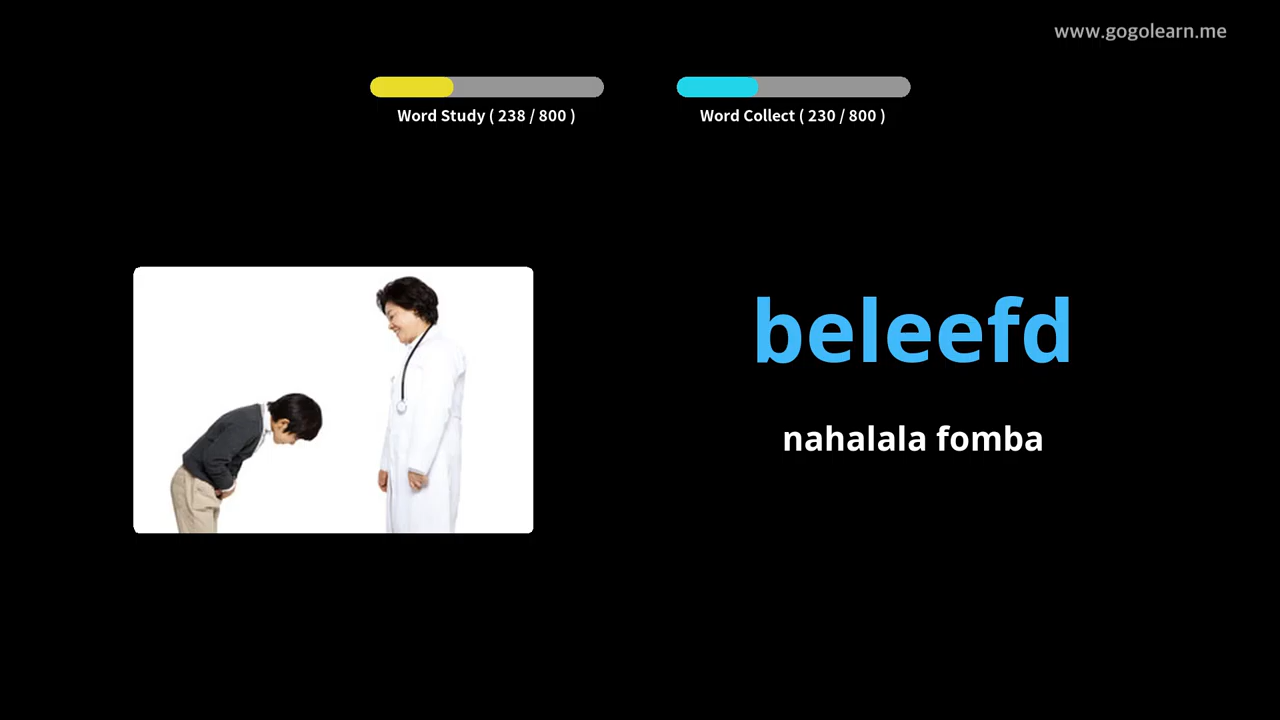 www.gogolearn.me
Word Study ( 238 / 800 )
Word Collect ( 230 / 800 )
beleefd
nahalala fomba